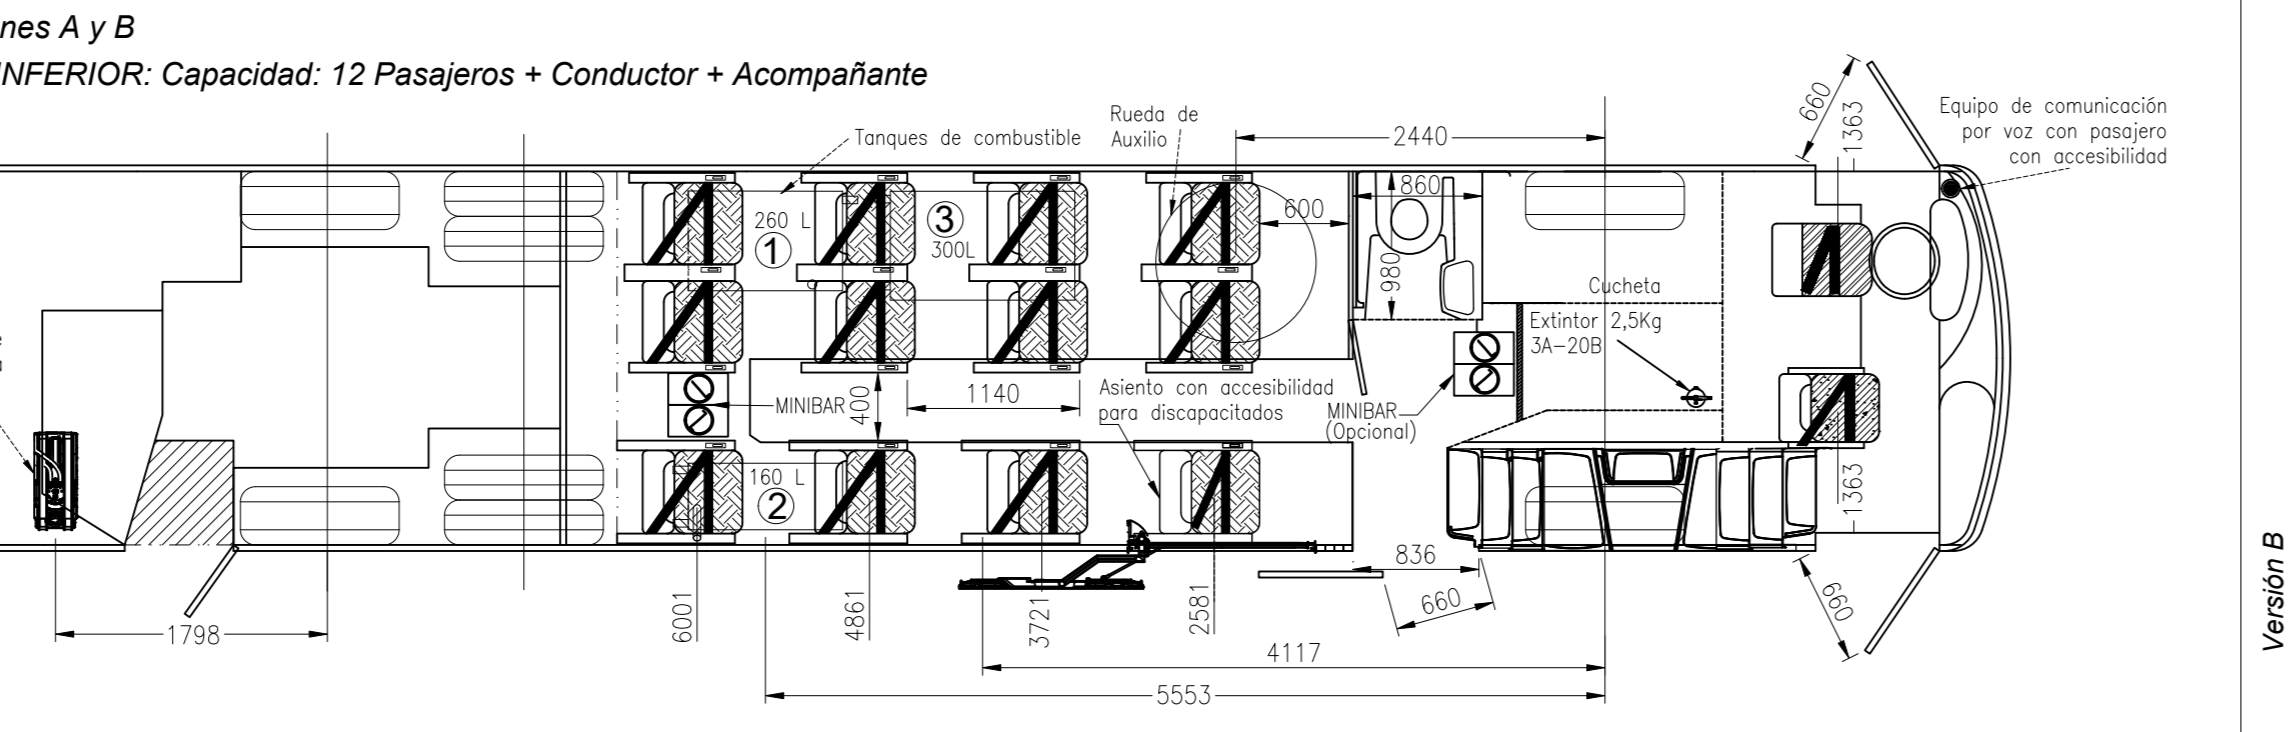 nes A y B
INFERIOR: Capacidad: 12 Pasajeros + Conductor + Acompañante
Rueda de
Auxilio
Tanques de combustible
2440
660
1363
Equipo de comunicación
por voz con pasajero
con accesibilidad
860
600
260 L
1
3
300L
980
Cucheta
Extintor 2,5Kg
3A-20B
MINIBAR
400
1140
Asiento con accesibilidad
para discapacitados
MINIBAR
(Opcional)
160 L
2
1363
836
660
660
1798
6001
4861
3721
2581
4117
5553
Versión B